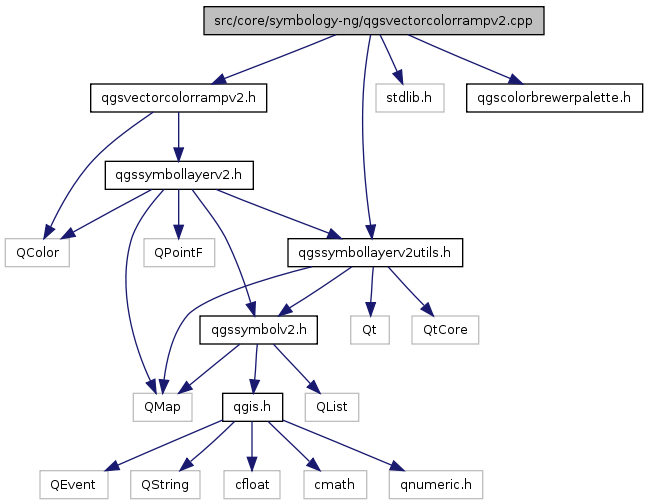 src/core/symbology-ng/qgsvectorcolorrampv2.cpp
qgsvectorcolorrampv2.h
stdlib.h
qgscolorbrewerpalette.h
qgssymbollayerv2.h
QColor
QPointF
qgssymbollayerv2utils.h
qgssymbolv2.h
Qt
QtCore
QMap
qgis.h
QList
QEvent
QString
cfloat
cmath
qnumeric.h